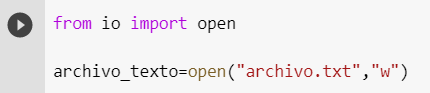 from io import open
archivo_texto=open("archivo.txt","w")